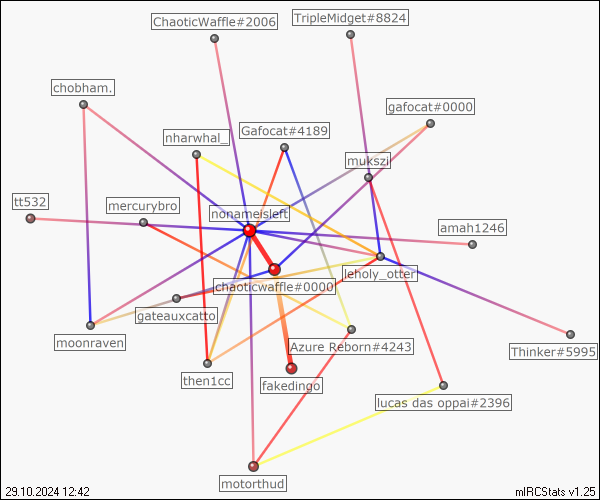 ChaoticWaffle#2006
TripleMidget#8824
chobham.
gafocat#0000
nharwhal_
Gafocat#4189
mukszi
tt532
mercurybro
nonameisleft
amah1246
leholy_otter
chaoticwaffle#0000
gateauxcatto
moonraven
Azure Reborn#4243
Thinker#5995
then1cc
fakedingo
lucas das oppai#2396
motorthud
29.10.2024 12:42
mIRCStats v1.25